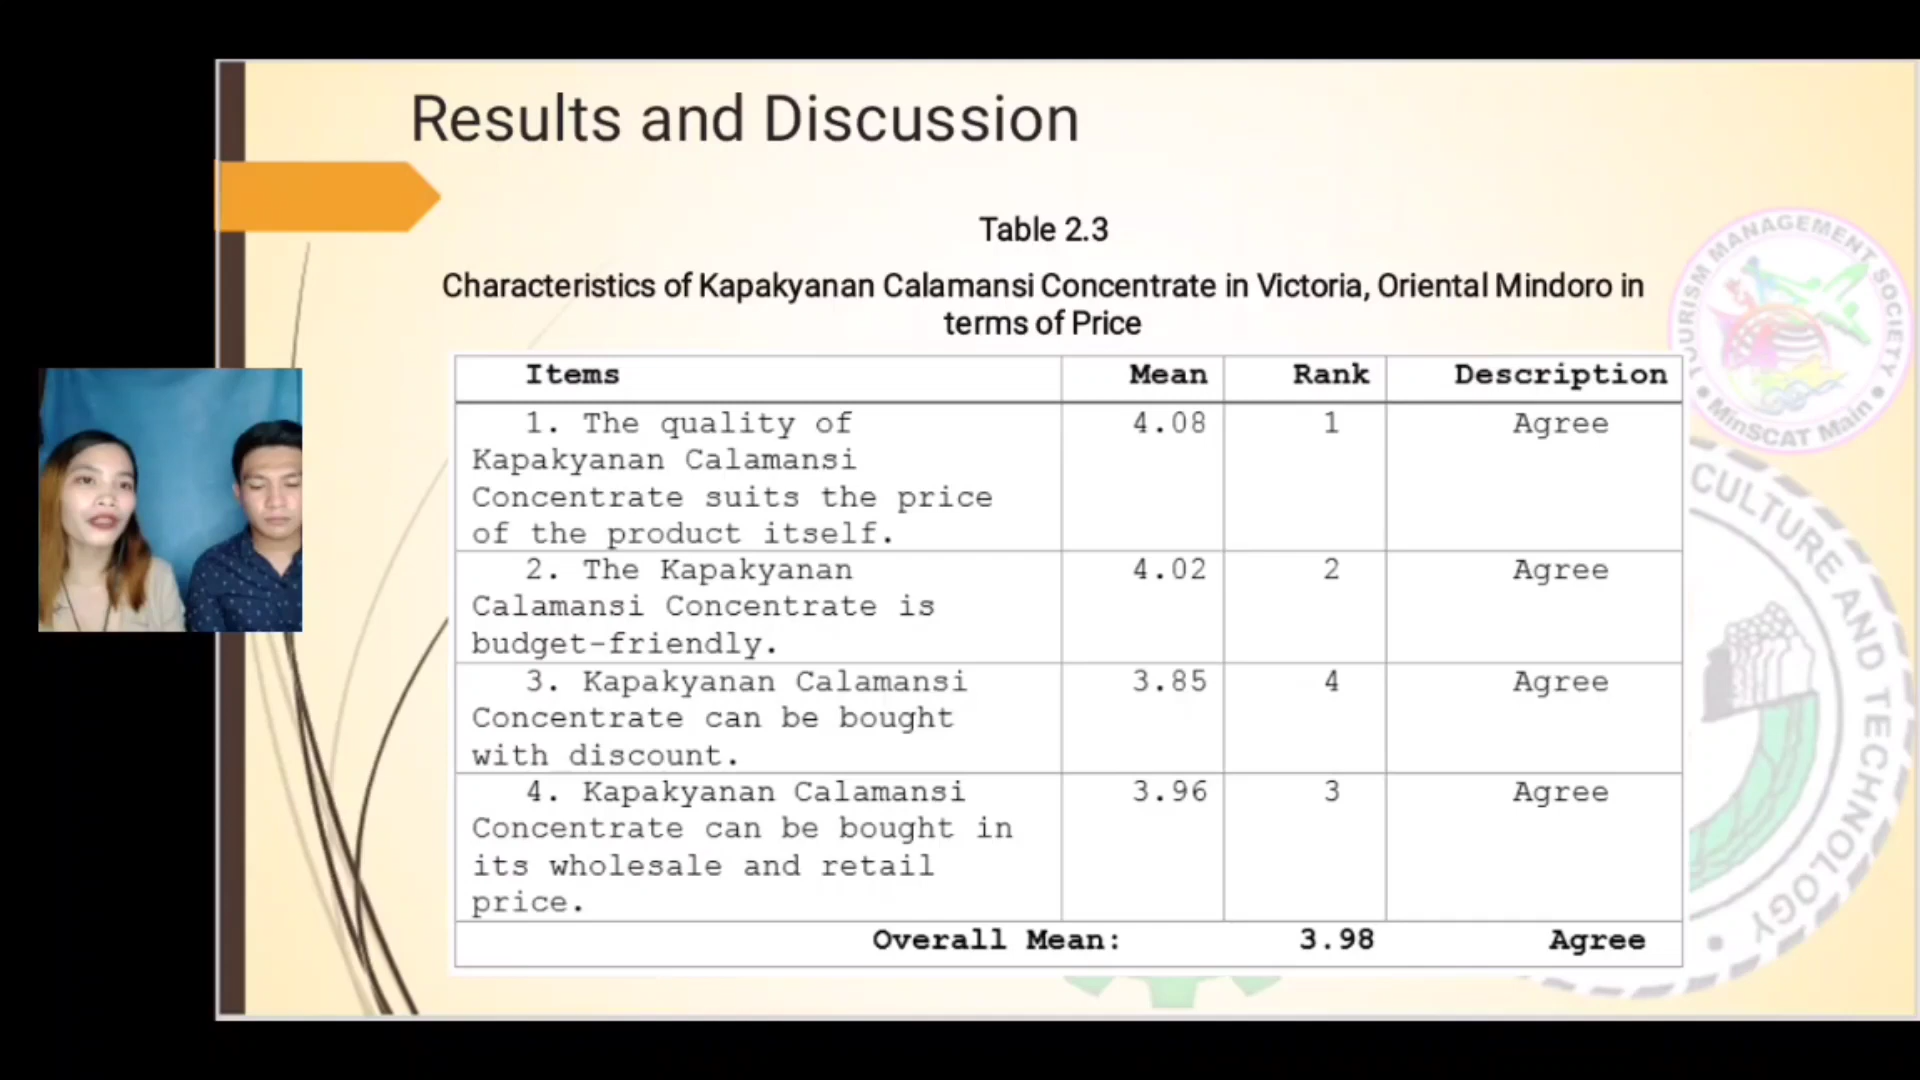 Results and Discussion
Table 2.3
Characteristics of Kapakyanan Calamansi Concentrate in Victoria, Oriental Mindoro in
terms of Price
Items Mean Rank Description
1. The quality of 4.08 1 Agree
Kapakyanan Calamansi
Concentrate suits the price
of the product itself.
2. The Kapakyanan 4.02 2 Agree
Calamansi Concentrate is
budget-friendly.
3. Kapakyanan Calamansi 3.85 4 Agree
Concentrate can be bought
with discount.
4. Kapakyanan Calamansi 3.96 3 Agree
Concentrate can be bought in
its wholesale and retail
price.
Overall Mean: 3.98 Agree
TOURISM MANAGEMENT SOCIETY
MinSCAT Main
CULTURE AND TECHNOLOGY